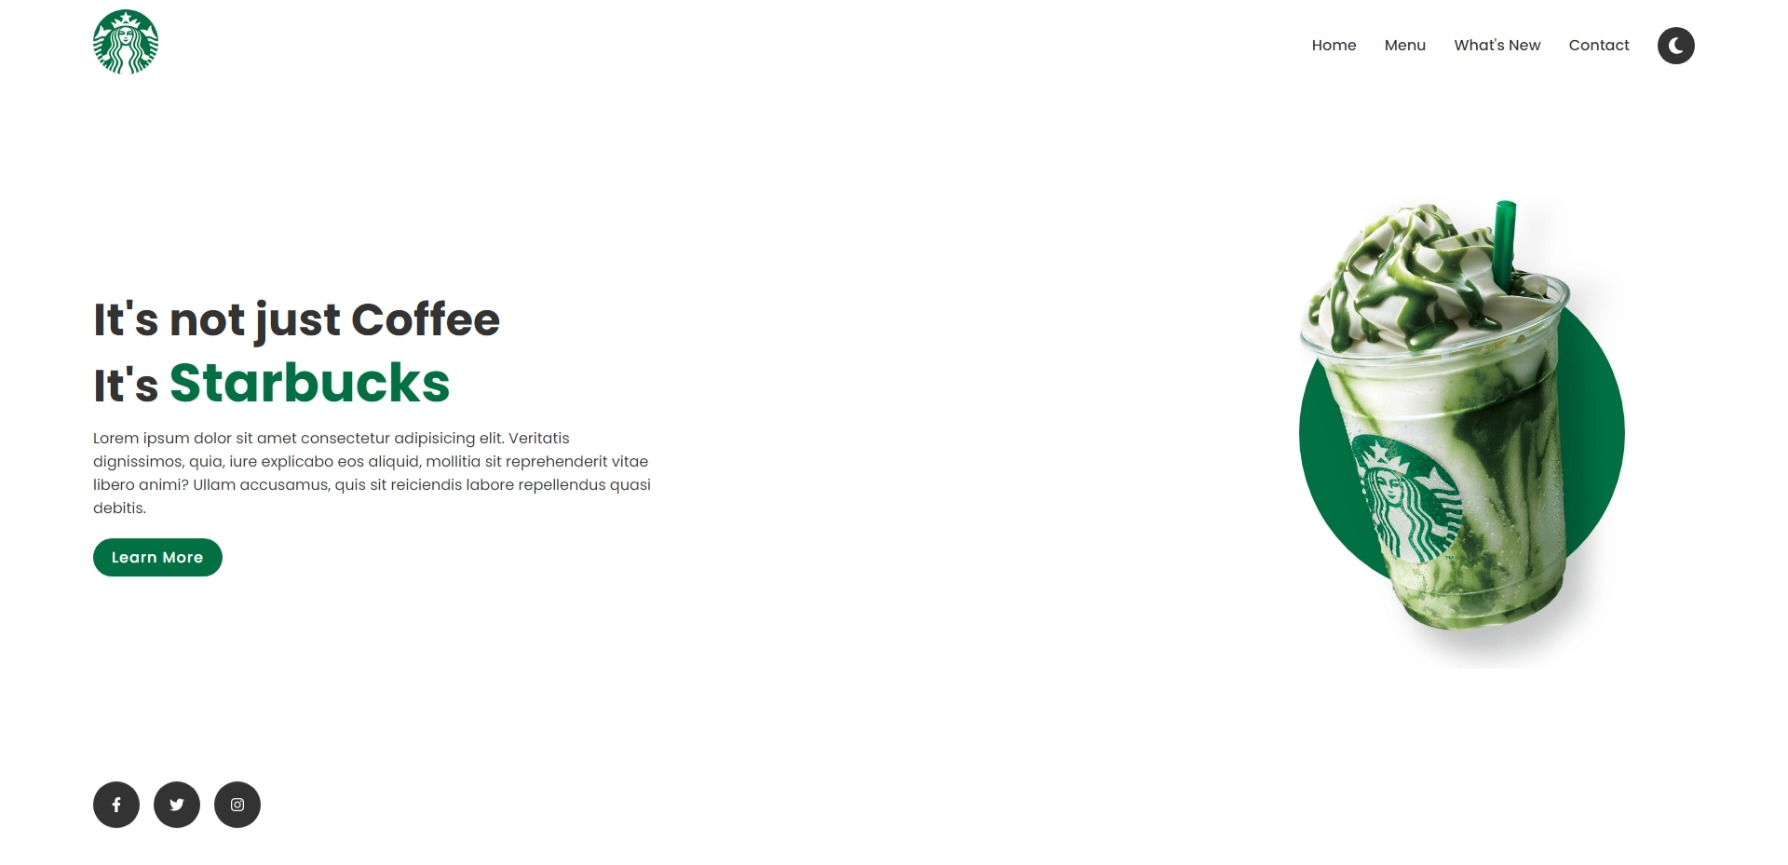 Home Menu What's New Contact
It's not just Coffee
It's Starbucks
Lorem ipsum dolor sit amet consectetur adipisicing elit. Veritatis
dignissimos, quia, iure explicabo eos aliquid, mollitia sit reprehenderit vitae
libero animi? Ullam accusamus, quis sit reiciendis labore repellendus quasi
debitis.
Learn More